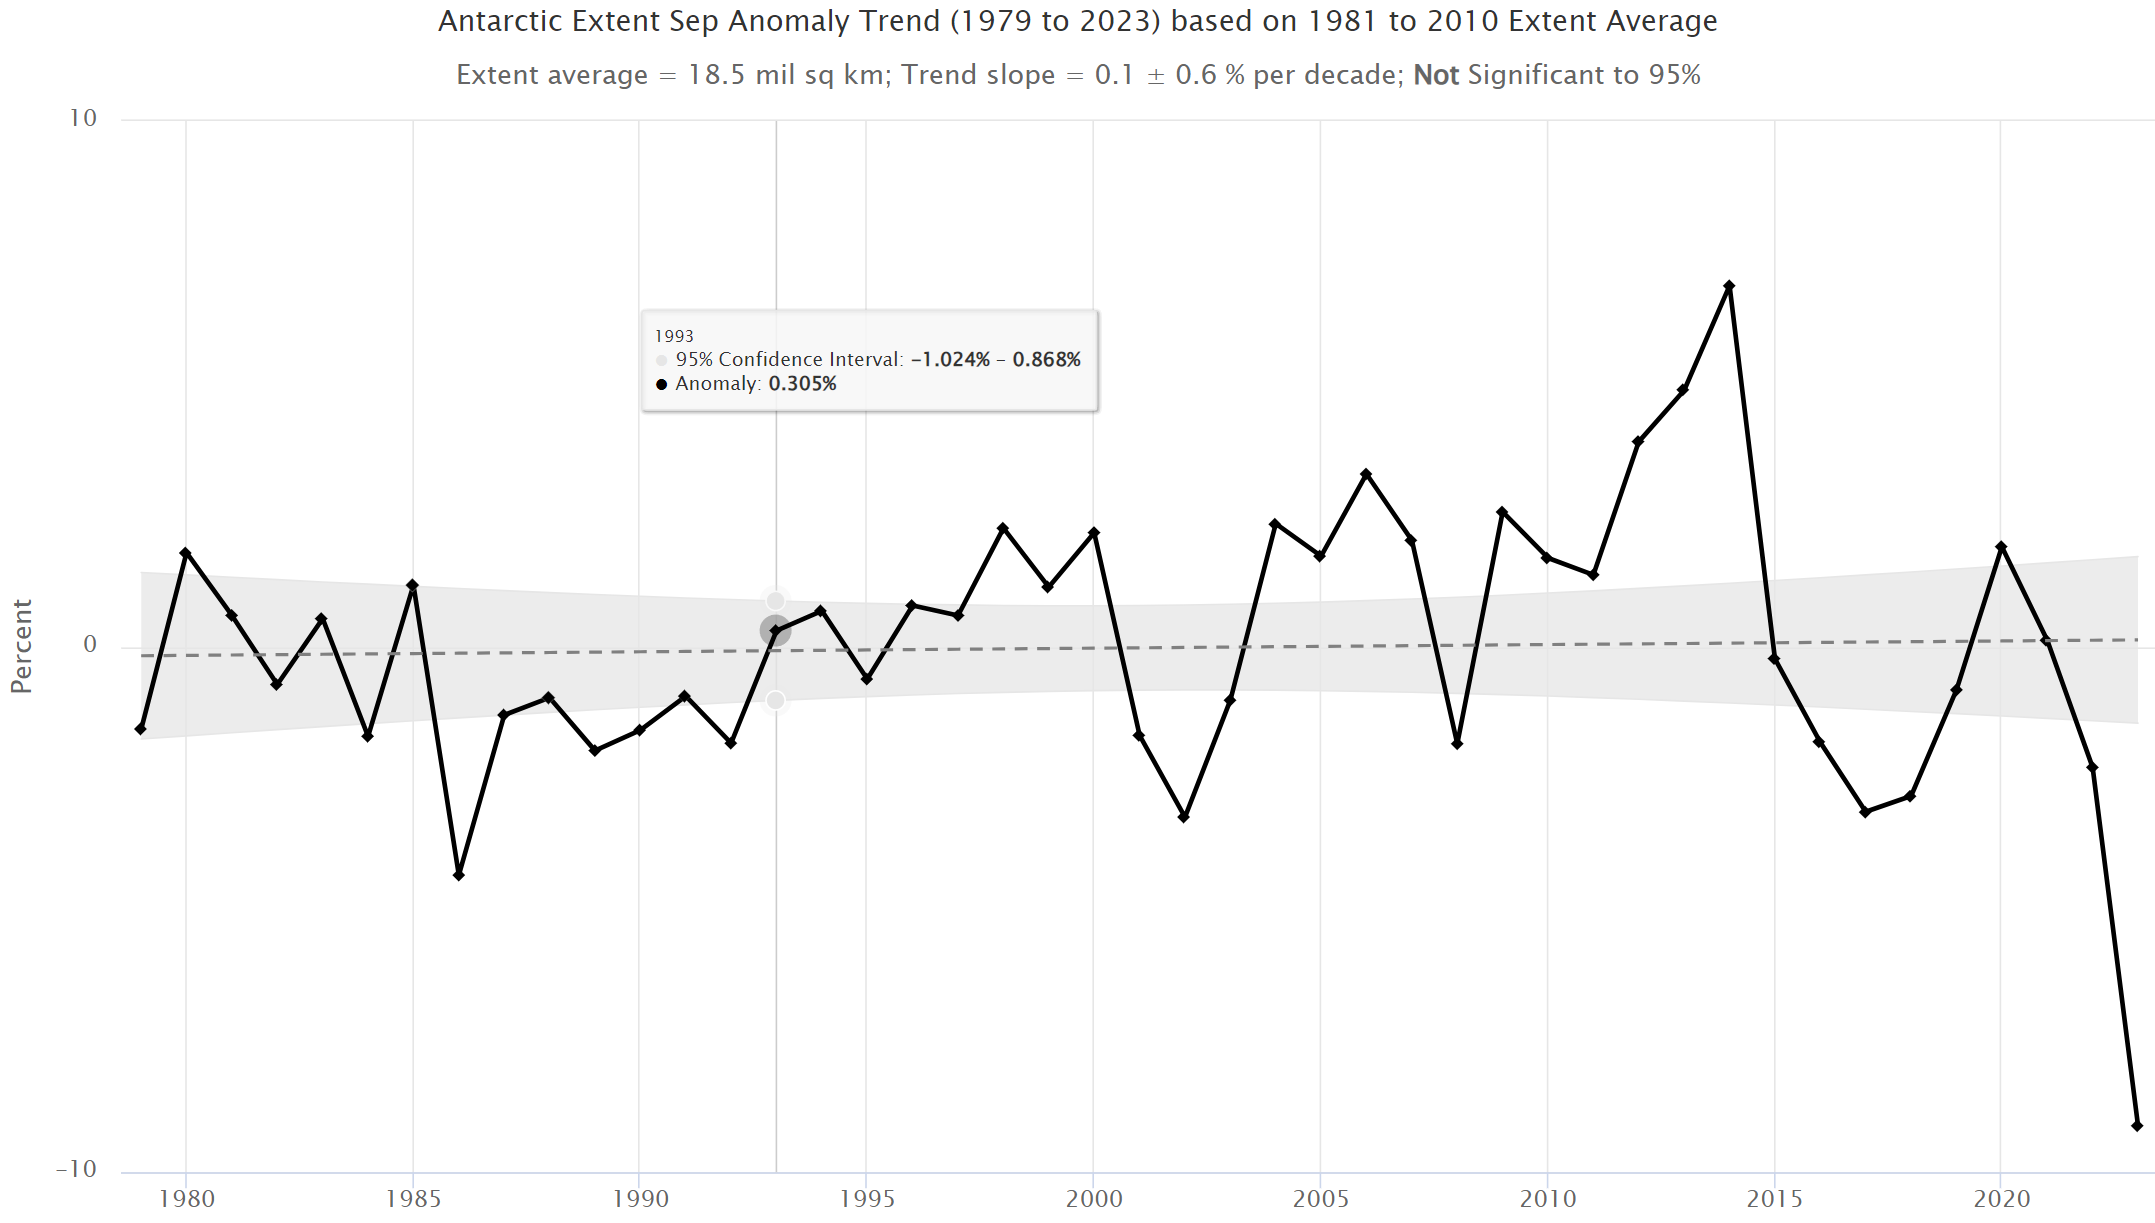 Antarctic Extent Sep Anomaly Trend (1979 to 2023) based on 1981 to 2010 Extent Average
Extent average = 18.5 mil sq km; Trend slope = 0.1 ± 0.6 % per decade; Not Significant to 95%
10
1993
95% Confidence Interval: −1.024% – 0.868%
Anomaly: 0.305%
Percent
0
−10
1980 1985 1990 1995 2000 2005 2010 2015 2020